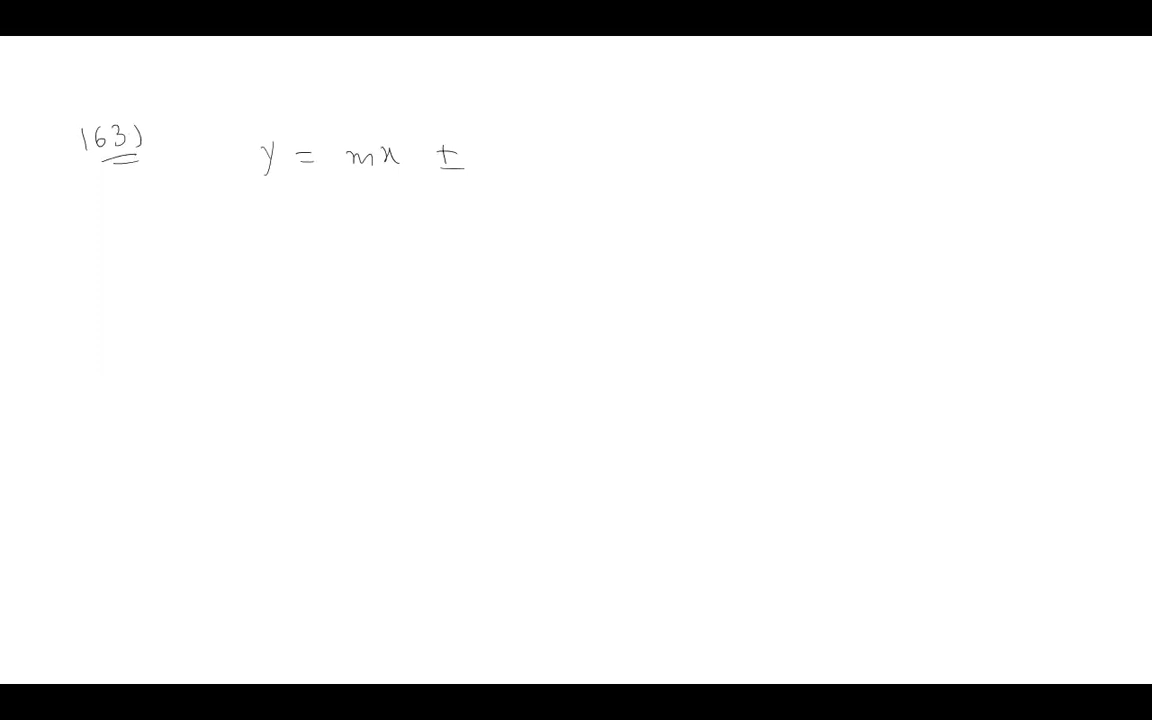 163) y = mx ±